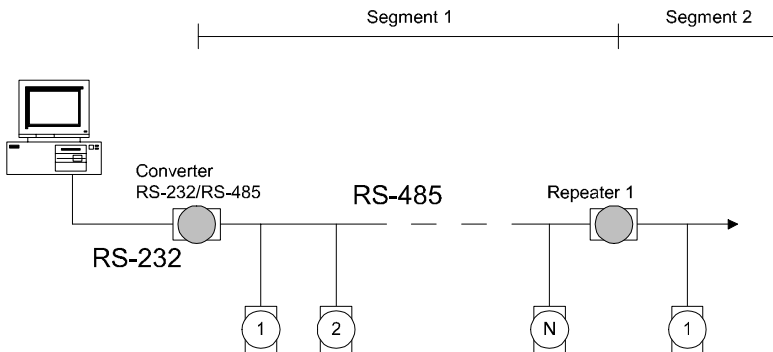 Segment 1
Segment 2
Converter
RS-232/RS-485
RS-485
Repeater 1
RS-232
1
2
N
1